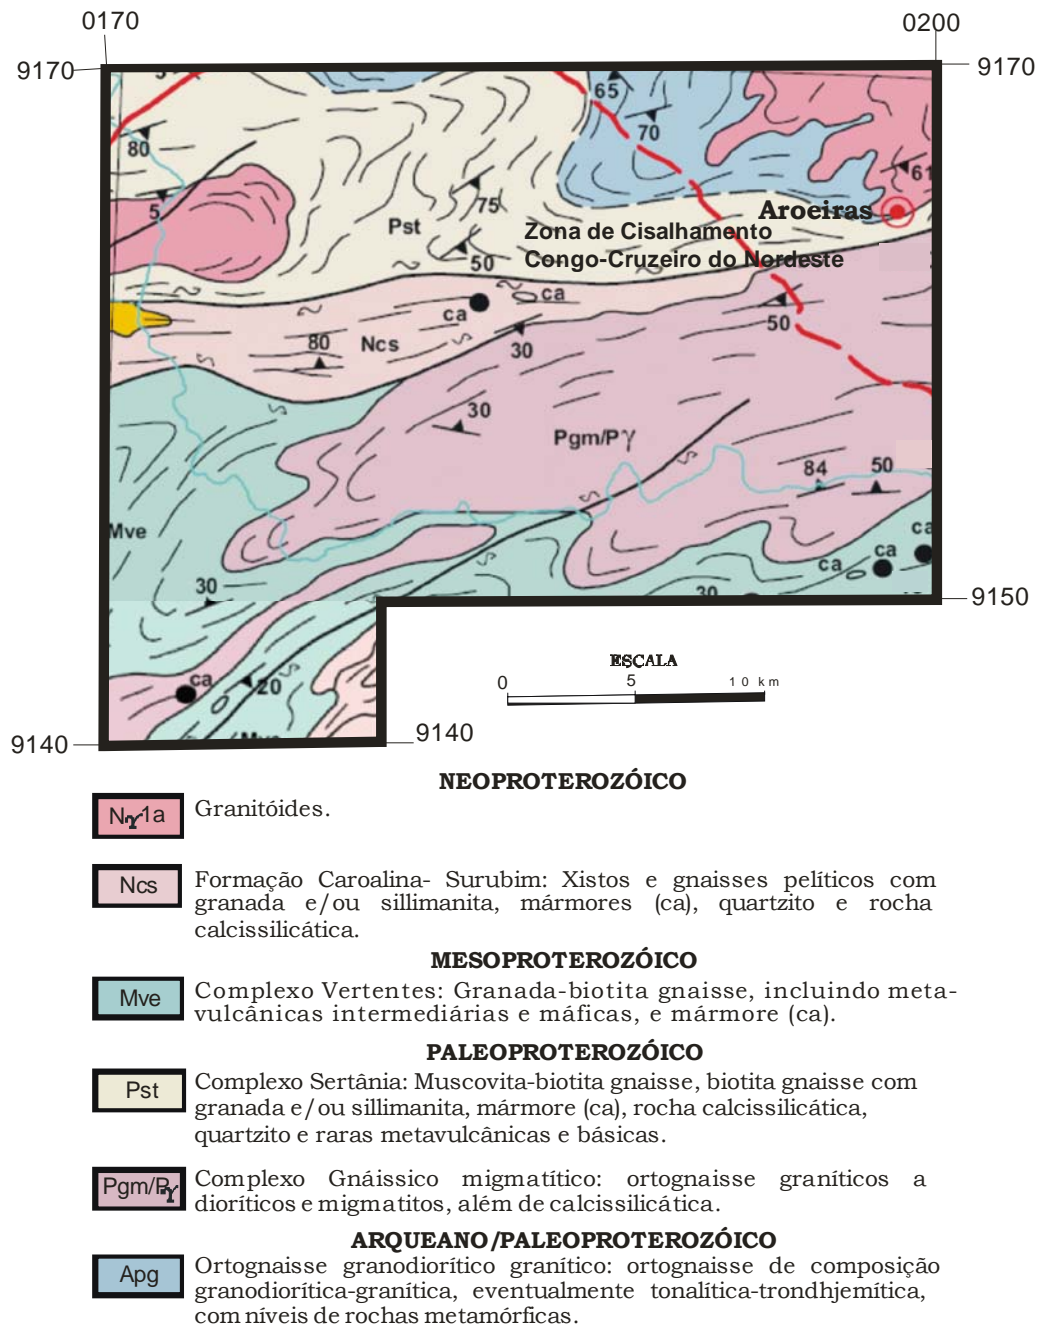 0170
0200
9170
9170
5
65
70
80
61
5
75
Aroeiras
Pst
Zona de Cisalhamento
Congo-Cruzeiro do Nordeste
50
ca
ca
50
80
Ncs
30
30
Pgm/Pγ
84
50
Mve
ca
ca
ca
30
30
9150
ESCALA
0
5
10 km
ca
20
9140
9140
NEOPROTEROZÓICO
Nγ1a
Granitóides.
Ncs
Formação Caroalina- Surubim: Xistos e gnaisses pelíticos com
granada e/ou sillimanita, mármores (ca), quartzito e rocha
calcissilicática.
MESOPROTEROZÓICO
Mve
Complexo Vertentes: Granada-biotita gnaisse, incluindo meta-
vulcânicas intermediárias e máficas, e mármore (ca).
PALEOPROTEROZÓICO
Pst
Complexo Sertânia: Muscovita-biotita gnaisse, biotita gnaisse com
granada e/ou sillimanita, mármore (ca), rocha calcissilicática,
quartzito e raras metavulcânicas e básicas.
Pgm/Pγ
Complexo Gnáissico migmatítico: ortognaisse graníticos a
dioríticos e migmatitos, além de calcissilicática.
ARQUEANO/PALEOPROTEROZÓICO
Apg
Ortognaisse granodiorítico granítico: ortognaisse de composição
granodiorítica-granítica, eventualmente tonalítica-trondhjemítica,
com níveis de rochas metamórficas.